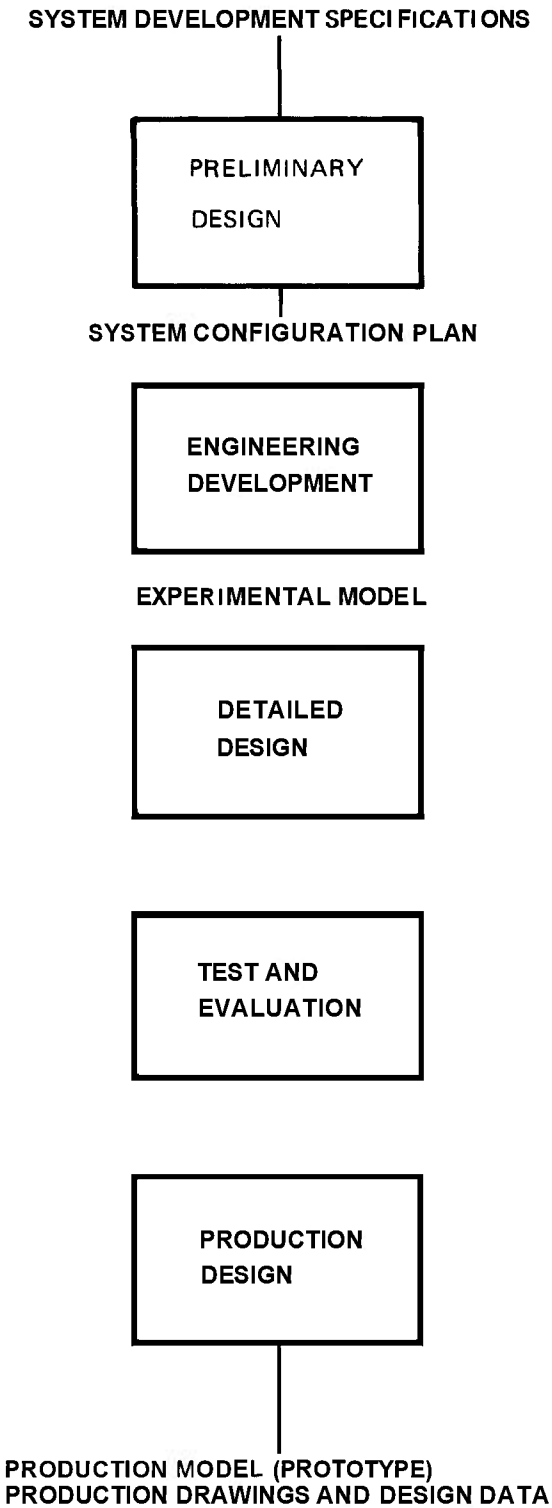 SYSTEM DEVELOPMENT SPECIFICATIONS
PRELIMINARY
DESIGN
SYSTEM CONFIGURATION PLAN
ENGINEERING
DEVELOPMENT
EXPERIMENTAL MODEL
DETAILED
DESIGN
TEST AND
EVALUATION
PRODUCTION
DESIGN
PRODUCTION MODEL (PROTOTYPE)
PRODUCTION DRAWINGS AND DESIGN DATA